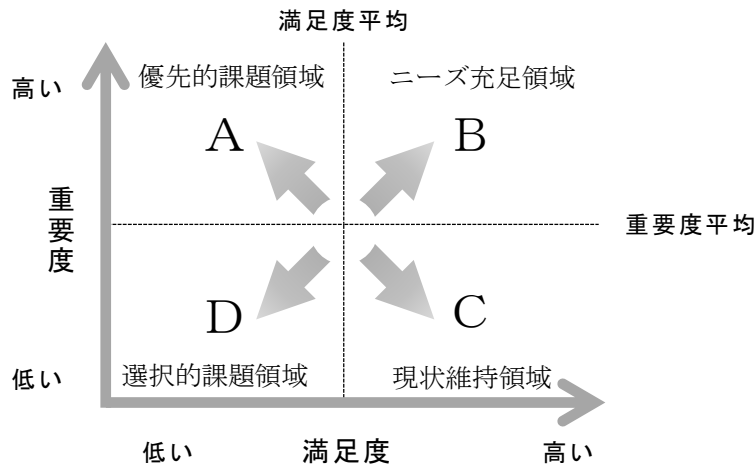 満足度平均
優先的課題領域
ニーズ充足領域
高い
A
B
重要度
重要度平均
D
C
低い
選択的課題領域
現状維持領域
低い
満足度
高い